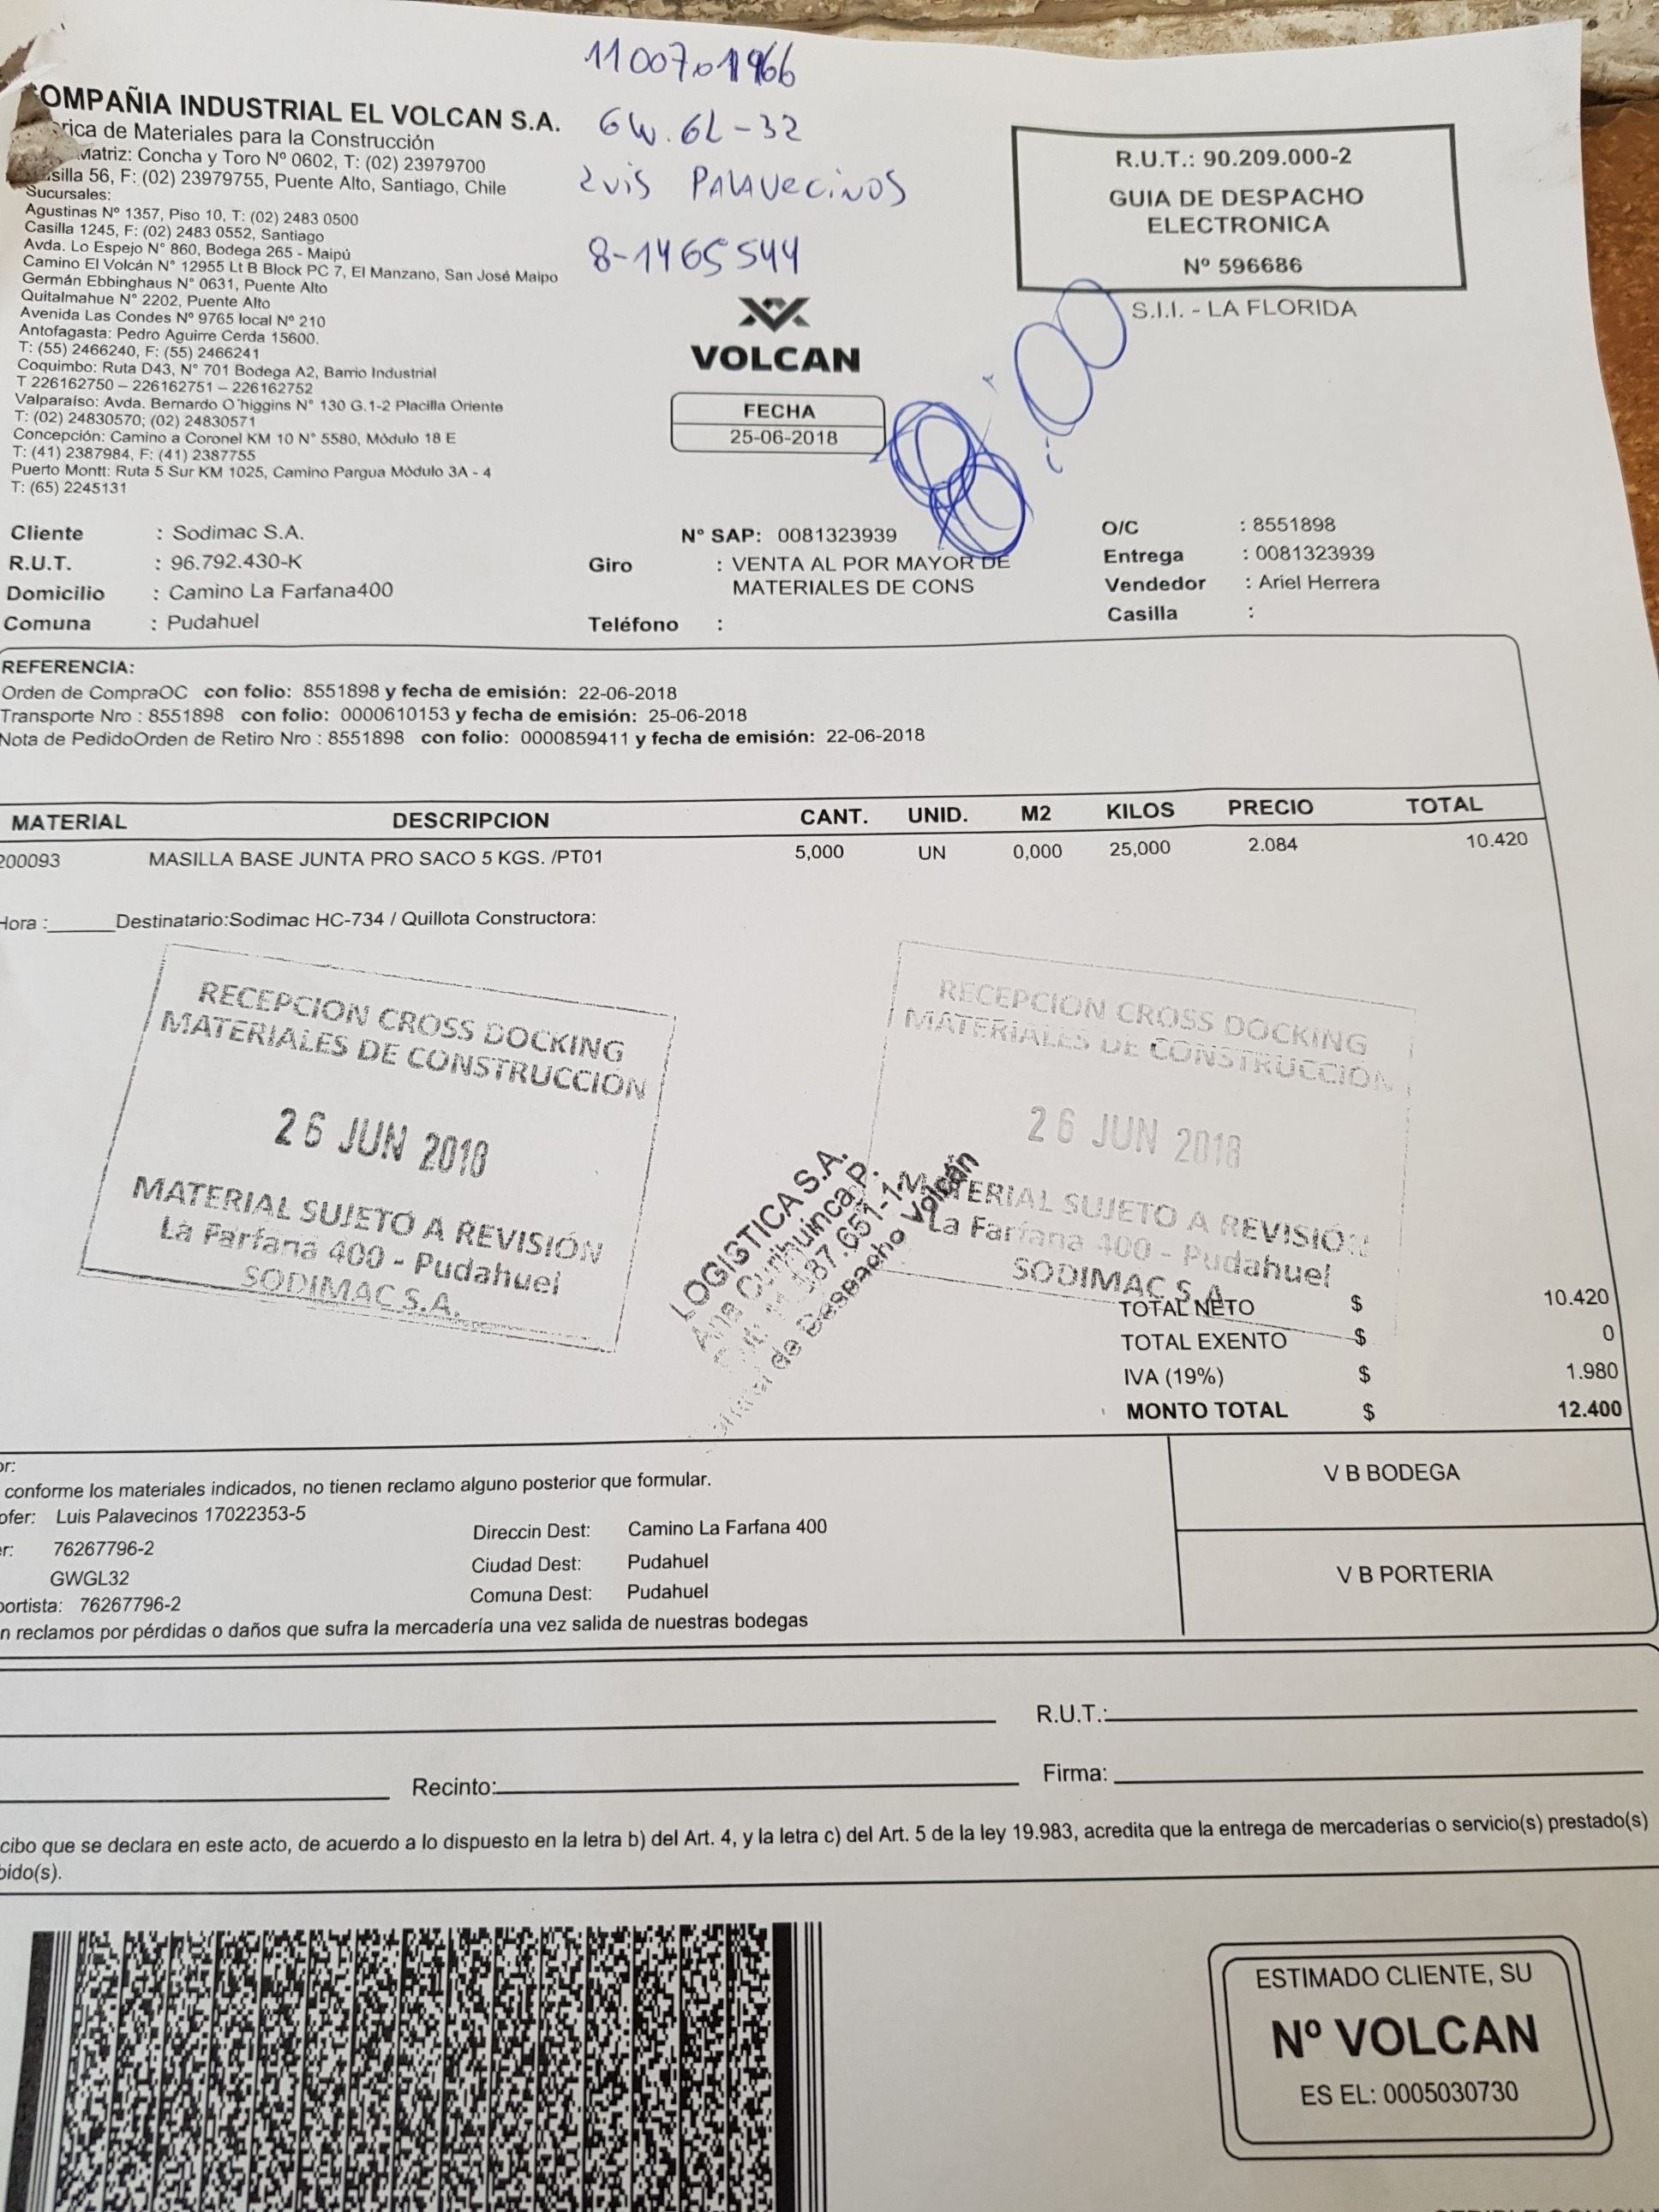 1100701966
GW.GL-32
Luis PALAVeciNOS
8-1465544
OMPAÑIA INDUSTRIAL EL VOLCAN S.A.
rica de Materiales para la Construcción
Matriz: Concha y Toro Nº 0602, T: (02) 23979700
silla 56, F: (02) 23979755, Puente Alto, Santiago, Chile
Sucursales:
Agustinas Nº 1357, Piso 10, T: (02) 2483 0500
Casilla 1245, F: (02) 2483 0552, Santiago
Avda. Lo Espejo N° 860, Bodega 265 - Maipú
Camino El Volcán N° 12955 Lt B Block PC 7, El Manzano, San José Maipo
Germán Ebbinghaus N° 0631, Puente Alto
Quitalmahue N° 2202, Puente Alto
Avenida Las Condes Nº 9765 local Nº 210
Antofagasta: Pedro Aguirre Cerda 15600.
T: (55) 2466240, F: (55) 2466241
Coquimbo: Ruta D43, N° 701 Bodega A2, Barrio Industrial
T 226162750 – 226162751 – 226162752
Valparaíso: Avda. Bernardo O´higgins N° 130 G.1-2 Placilla Oriente
T: (02) 24830570; (02) 24830571
Concepción: Camino a Coronel KM 10 N° 5580, Módulo 18 E
T: (41) 2387984, F: (41) 2387755
Puerto Montt: Ruta 5 Sur KM 1025, Camino Pargua Módulo 3A - 4
T: (65) 2245131
VOLCAN
FECHA
25-06-2018
R.U.T.: 90.209.000-2
GUIA DE DESPACHO
ELECTRONICA
Nº 596686
S.I.I. - LA FLORIDA
Cliente : Sodimac S.A.
R.U.T. : 96.792.430-K
Domicilio : Camino La Farfana400
Comuna : Pudahuel
Nº SAP: 0081323939
Giro : VENTA AL POR MAYOR DE
MATERIALES DE CONS
Teléfono :
O/C : 8551898
Entrega : 0081323939
Vendedor : Ariel Herrera
Casilla :
REFERENCIA:
Orden de CompraOC con folio: 8551898 y fecha de emisión: 22-06-2018
Transporte Nro : 8551898 con folio: 0000610153 y fecha de emisión: 25-06-2018
Nota de PedidoOrden de Retiro Nro : 8551898 con folio: 0000859411 y fecha de emisión: 22-06-2018
MATERIAL DESCRIPCION CANT. UNID. M2 KILOS PRECIO TOTAL
200093 MASILLA BASE JUNTA PRO SACO 5 KGS. /PT01 5,000 UN 0,000 25,000 2.084 10.420
Hora :______ Destinatario:Sodimac HC-734 / Quillota Constructora:
RECEPCION CROSS DOCKING
MATERIALES DE CONSTRUCCIÓN
26 JUN 2018
MATERIAL SUJETO A REVISIÓN
La Farfana 400 - Pudahuel
SODIMAC S.A.
RECEPCION CROSS DOCKING
MATERIALES DE CONSTRUCCIÓN
26 JUN 2018
MATERIAL SUJETO A REVISIÓN
La Farfana 400 - Pudahuel
SODIMAC S.A.
LOGISTICA S.A.
Ana Curihuinca P.
de Despacho Volcán
TOTAL NETO $ 10.420
TOTAL EXENTO $ 0
IVA (19%) $ 1.980
MONTO TOTAL $ 12.400
or:
conforme los materiales indicados, no tienen reclamo alguno posterior que formular.
ofer: Luis Palavecinos 17022353-5
er: 76267796-2
GWGL32
portista: 76267796-2
Direccin Dest: Camino La Farfana 400
Ciudad Dest: Pudahuel
Comuna Dest: Pudahuel
n reclamos por pérdidas o daños que sufra la mercadería una vez salida de nuestras bodegas
V B BODEGA
V B PORTERIA
R.U.T.:
Recinto:
Firma:
cibo que se declara en este acto, de acuerdo a lo dispuesto en la letra b) del Art. 4, y la letra c) del Art. 5 de la ley 19.983, acredita que la entrega de mercaderías o servicio(s) prestado(s)
bido(s).
ESTIMADO CLIENTE, SU
Nº VOLCAN
ES EL: 0005030730